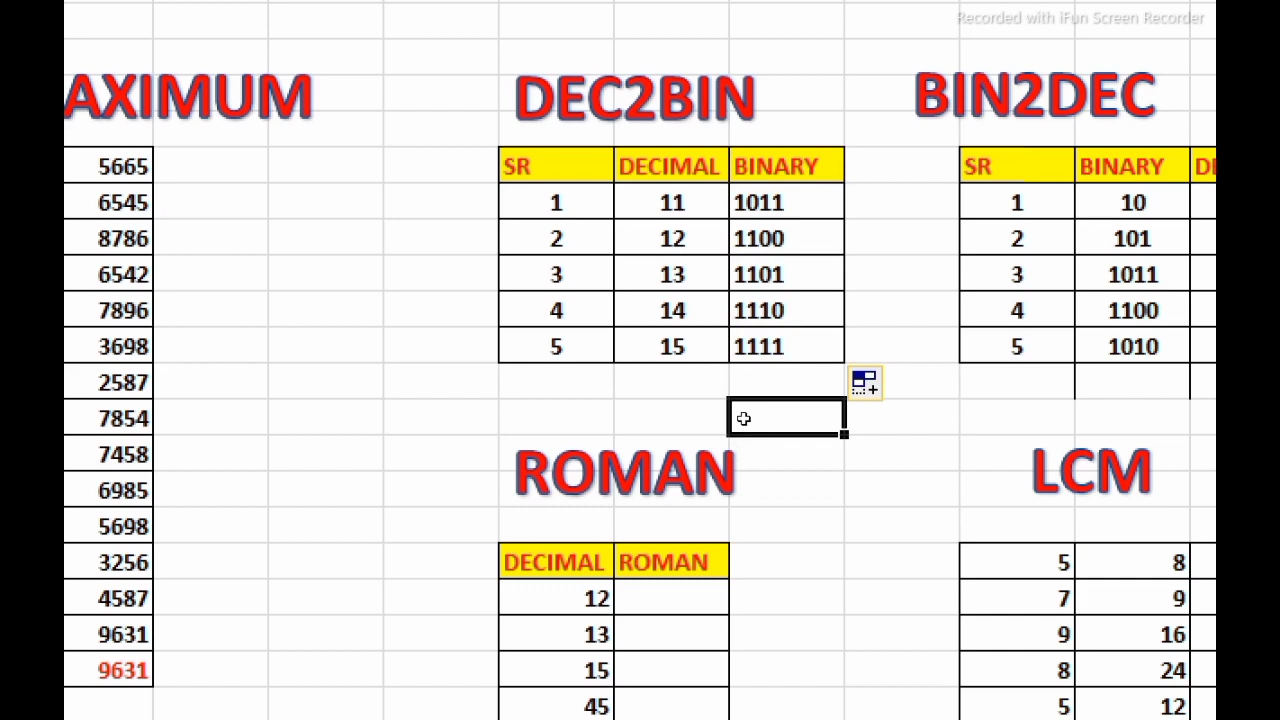 Recorded with iFun Screen Recorder
AXIMUM DEC2BIN BIN2DEC
5665 SR DECIMAL BINARY SR BINARY
6545 1 11 1011 1 10
8786 2 12 1100 2 101
6542 3 13 1101 3 1011
7896 4 14 1110 4 1100
3698 5 15 1111 5 1010
2587
7854
7458 ROMAN LCM
6985
5698
3256 DECIMAL ROMAN 5 8
4587 12 7 9
9631 13 9 16
9631 15 8 24
45 5 12